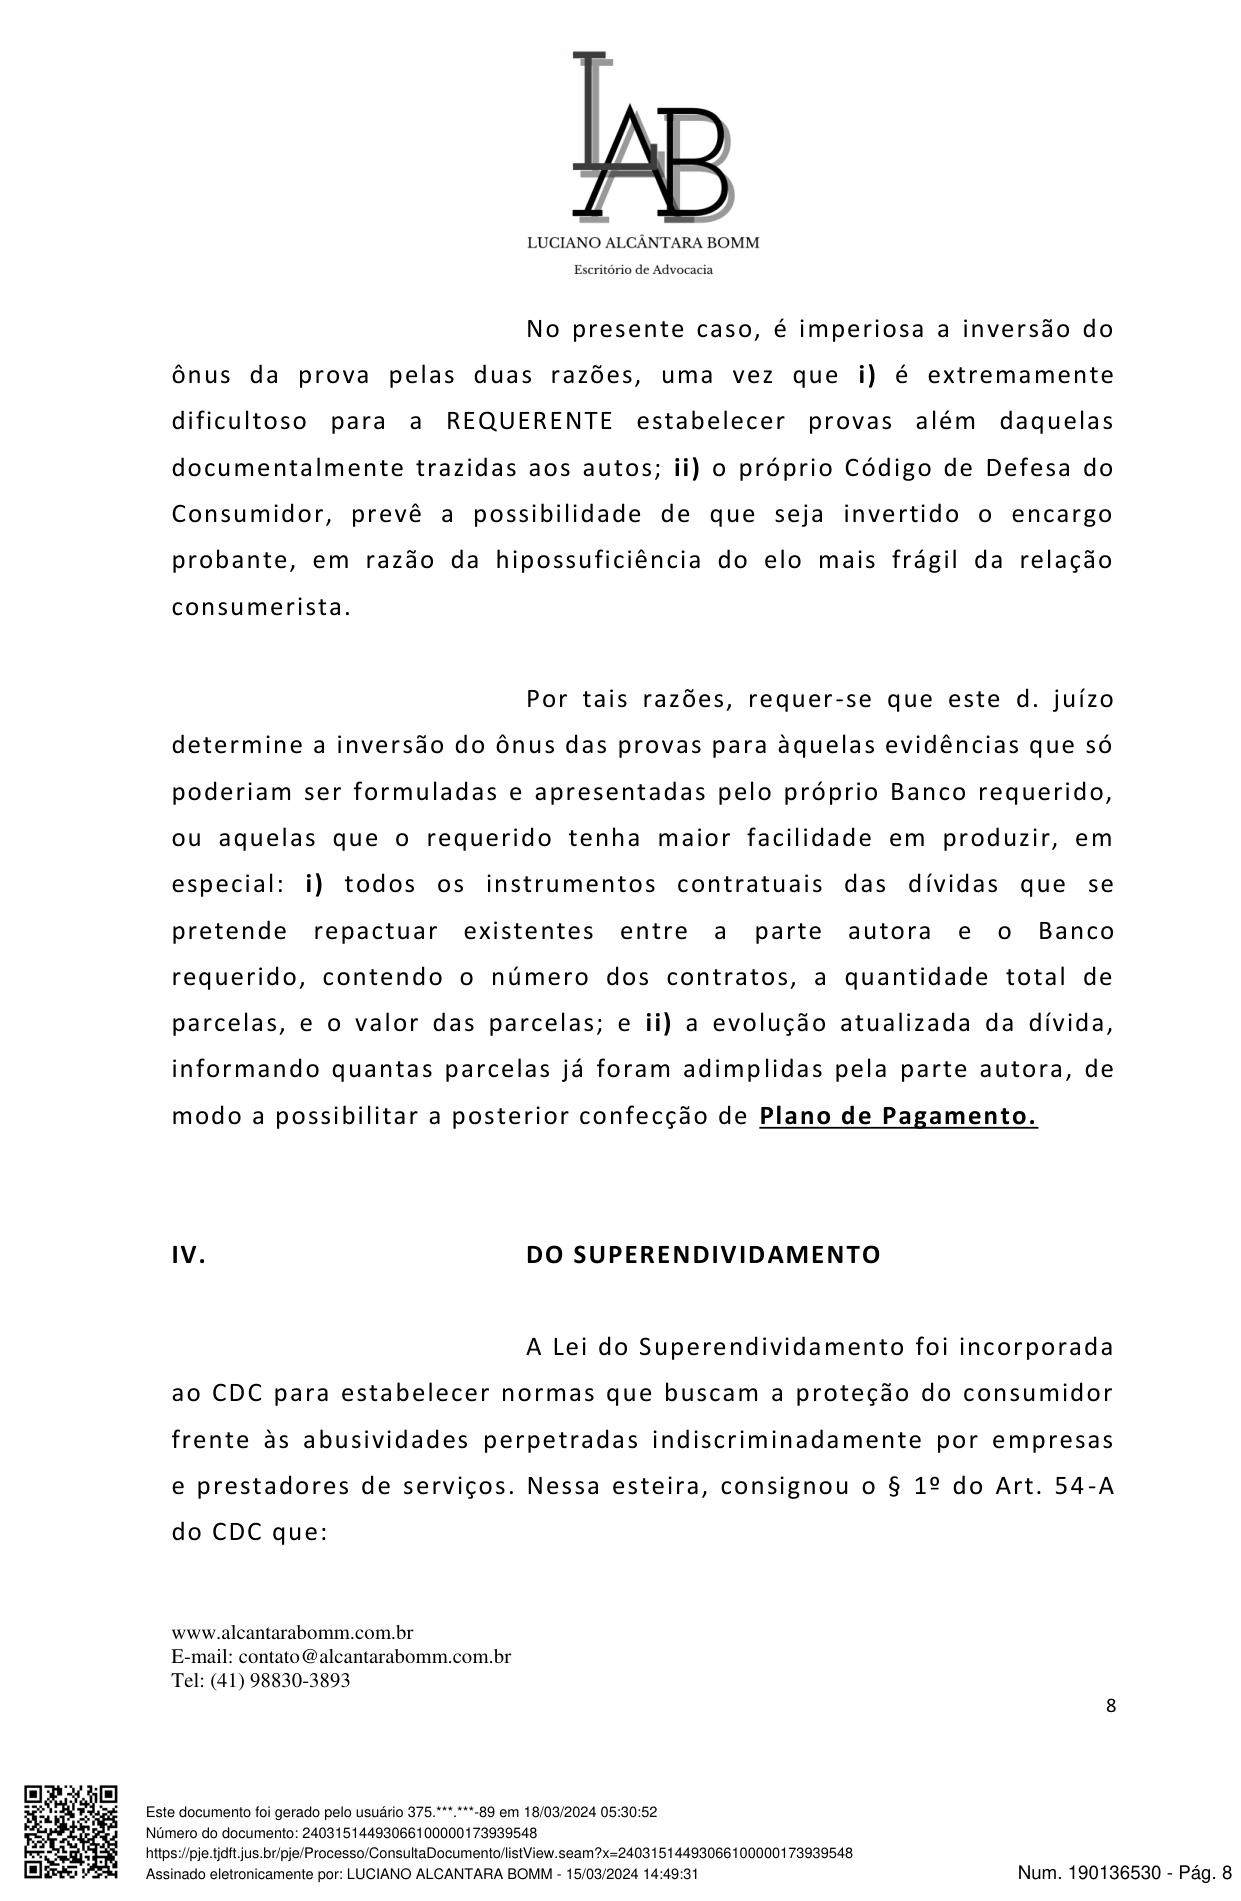 LAB
LUCIANO ALCÂNTARA BOMM
Escritório de Advocacia
No presente caso, é imperiosa a inversão do
ônus da prova pelas duas razões, uma vez que i) é extremamente
dificultoso para a REQUERENTE estabelecer provas além daquelas
documentalmente trazidas aos autos; ii) o próprio Código de Defesa do
Consumidor, prevê a possibilidade de que seja invertido o encargo
probante, em razão da hipossuficiência do elo mais frágil da relação
consumerista.
Por tais razões, requer-se que este d. juízo
determine a inversão do ônus das provas para àquelas evidências que só
poderiam ser formuladas e apresentadas pelo próprio Banco requerido,
ou aquelas que o requerido tenha maior facilidade em produzir, em
especial: i) todos os instrumentos contratuais das dívidas que se
pretende repactuar existentes entre a parte autora e o Banco
requerido, contendo o número dos contratos, a quantidade total de
parcelas, e o valor das parcelas; e ii) a evolução atualizada da dívida,
informando quantas parcelas já foram adimplidas pela parte autora, de
modo a possibilitar a posterior confecção de Plano de Pagamento.
IV. DO SUPERENDIVIDAMENTO
A Lei do Superendividamento foi incorporada
ao CDC para estabelecer normas que buscam a proteção do consumidor
frente às abusividades perpetradas indiscriminadamente por empresas
e prestadores de serviços. Nessa esteira, consignou o § 1º do Art. 54-A
do CDC que:
www.alcantarabomm.com.br
E-mail: contato@alcantarabomm.com.br
Tel: (41) 98830-3893
8
Este documento foi gerado pelo usuário 375.***.***-89 em 18/03/2024 05:30:52
Número do documento: 24031514493066100000173939548
https://pje.tjdft.jus.br/pje/Processo/ConsultaDocumento/listView.seam?x=24031514493066100000173939548
Assinado eletronicamente por: LUCIANO ALCANTARA BOMM - 15/03/2024 14:49:31
Num. 190136530 - Pág. 8